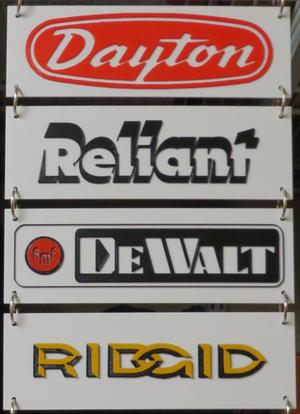 Dayton
Reliant
AMF
DEWALT
RIDGID